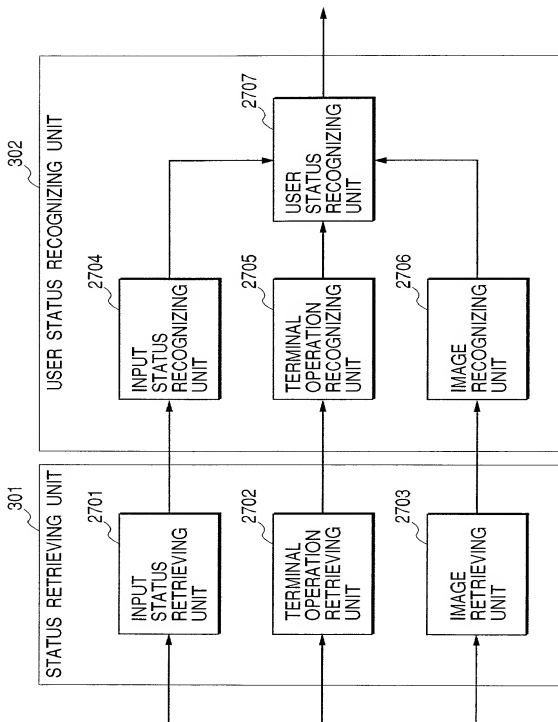 301
STATUS RETRIEVING UNIT
2701
INPUT
STATUS
RETRIEVING
UNIT
2702
TERMINAL
OPERATION
RETRIEVING
UNIT
2703
IMAGE
RETRIEVING
UNIT
302
USER STATUS RECOGNIZING UNIT
2704
INPUT
STATUS
RECOGNIZING
UNIT
2705
TERMINAL
OPERATION
RECOGNIZING
UNIT
2706
IMAGE
RECOGNIZING
UNIT
2707
USER
STATUS
RECOGNIZING
UNIT